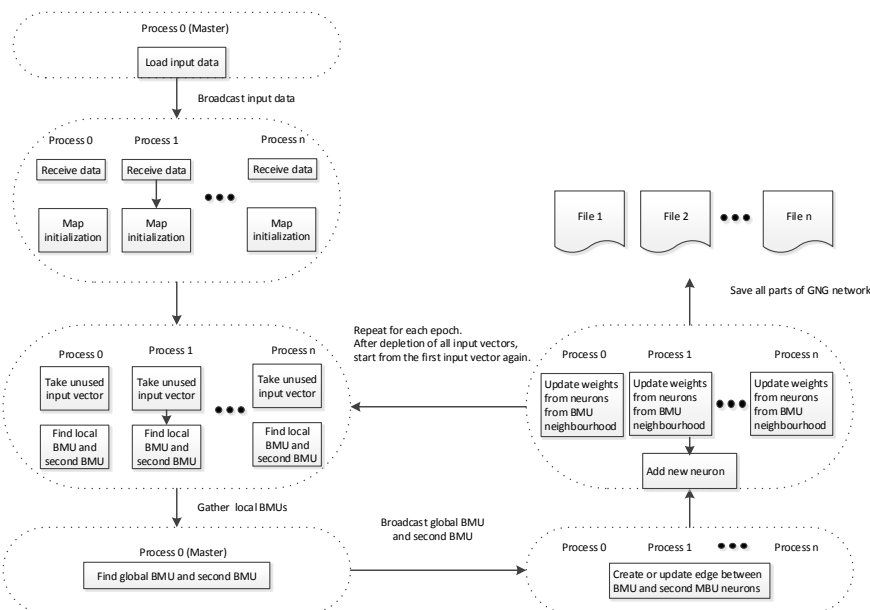 Process 0 (Master)
Load input data
Broadcast input data
Process 0
Process 1
Process n
Receive data
Receive data
Receive data
Map
initialization
Map
initialization
Map
initialization
File 1
File 2
File n
Save all parts of GNG network
Repeat for each epoch.
After depletion of all input vectors,
start from the first input vector again.
Process 0
Process 1
Process n
Take unused
input vector
Take unused
input vector
Take unused
input vector
Find local
BMU and
second BMU
Find local
BMU and
second BMU
Find local
BMU and
second BMU
Process 0
Process 1
Process n
Update weights
from neurons
from BMU
neighbourhood
Update weights
from neurons
from BMU
neighbourhood
Update weights
from neurons
from BMU
neighbourhood
Add new neuron
Gather local BMUs
Process 0 (Master)
Find global BMU and second BMU
Broadcast global BMU
and second BMU
Process 0
Process 1
Process n
Create or update edge between
BMU and second MBU neurons